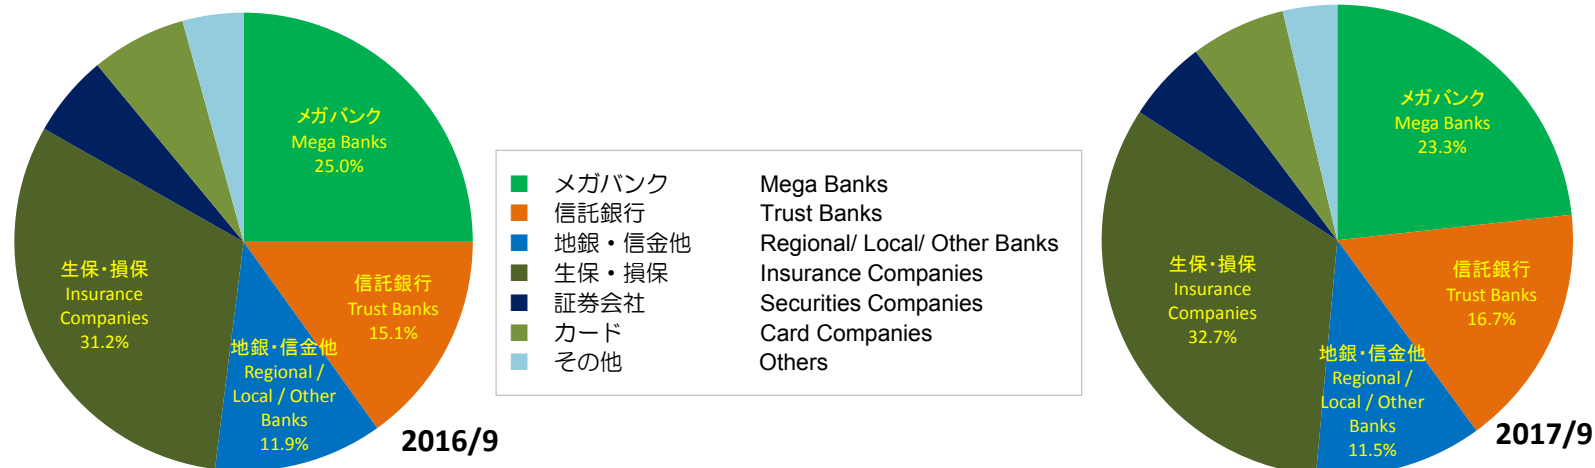 メガバンク
Mega Banks
25.0%
信託銀行
Trust Banks
15.1%
地銀・信金他
Regional /
Local / Other
Banks
11.9%
生保・損保
Insurance
Companies
31.2%
2016/9
メガバンク Mega Banks
信託銀行 Trust Banks
地銀・信金他 Regional/ Local/ Other Banks
生保・損保 Insurance Companies
証券会社 Securities Companies
カード Card Companies
その他 Others
メガバンク
Mega Banks
23.3%
信託銀行
Trust Banks
16.7%
地銀・信金他
Regional /
Local / Other
Banks
11.5%
生保・損保
Insurance
Companies
32.7%
2017/9